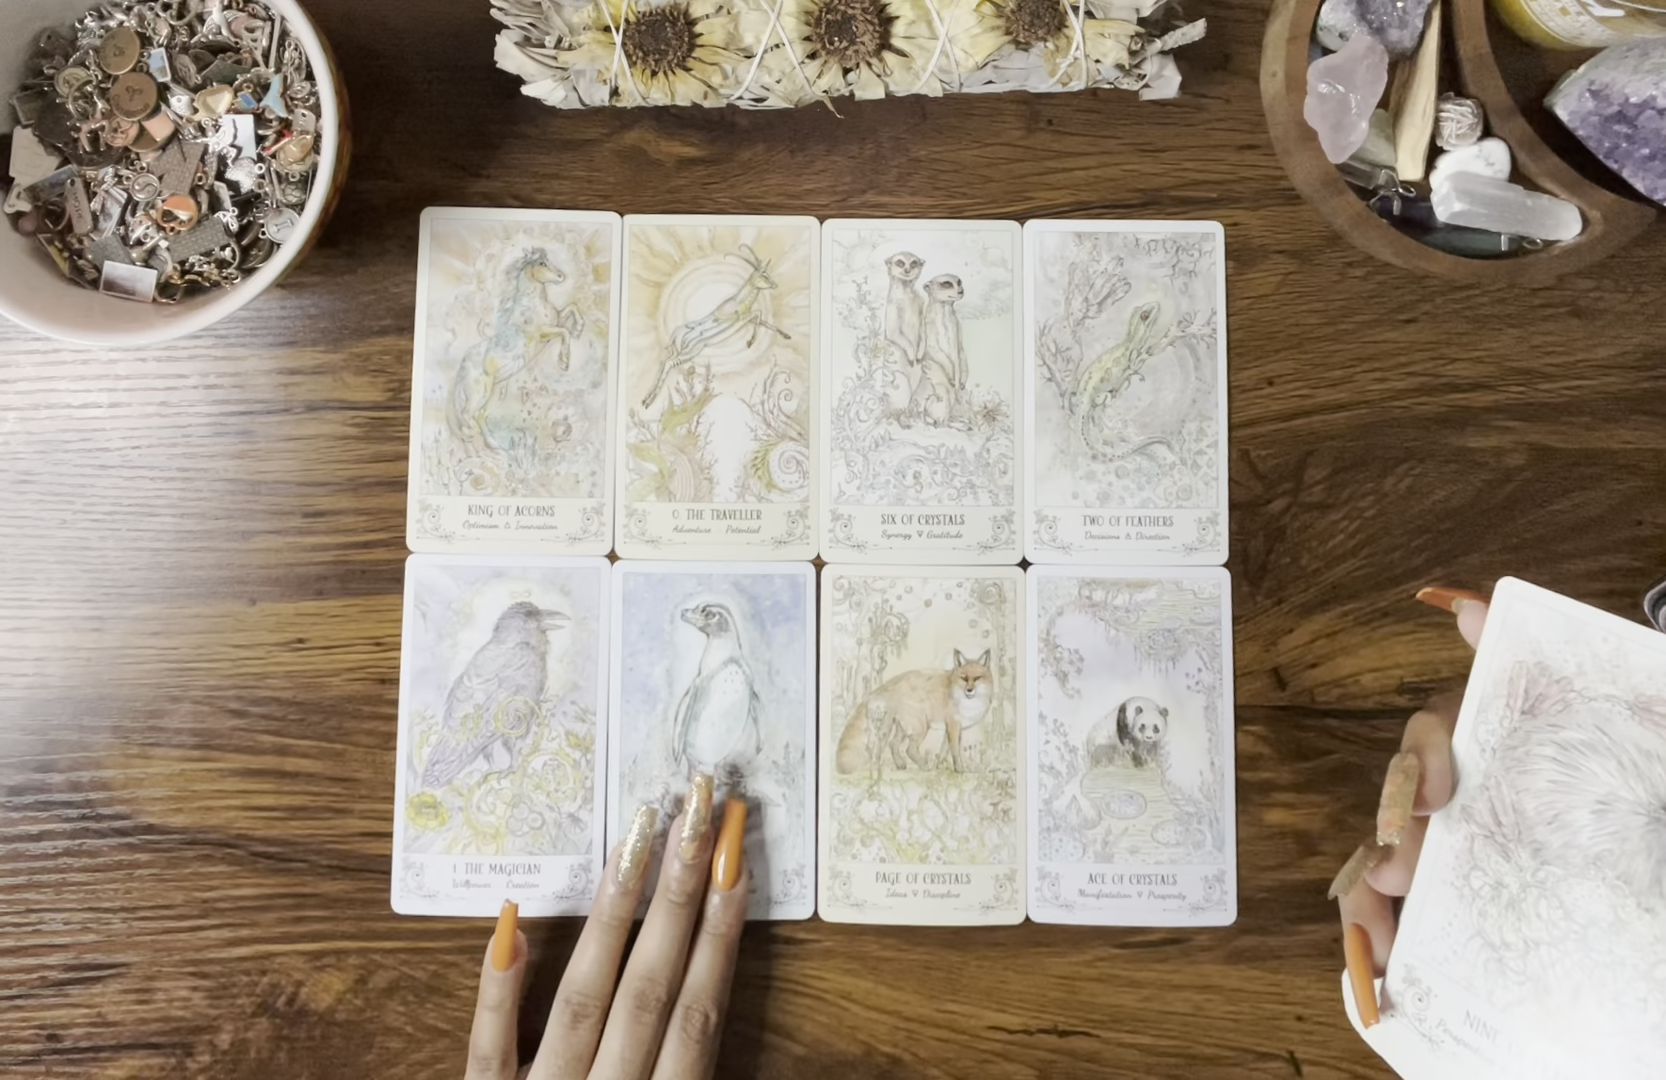 KING OF ACORNS
Optimism & Innovation
0. THE TRAVELLER
Adventure Potential
SIX OF CRYSTALS
Synergy ♡ Gratitude
TWO OF FEATHERS
Decisions & Direction
I THE MAGICIAN
Willpower Creation
PAGE OF CRYSTALS
Ideas ♡ Discipline
ACE OF CRYSTALS
Manifestation ♡ Prosperity